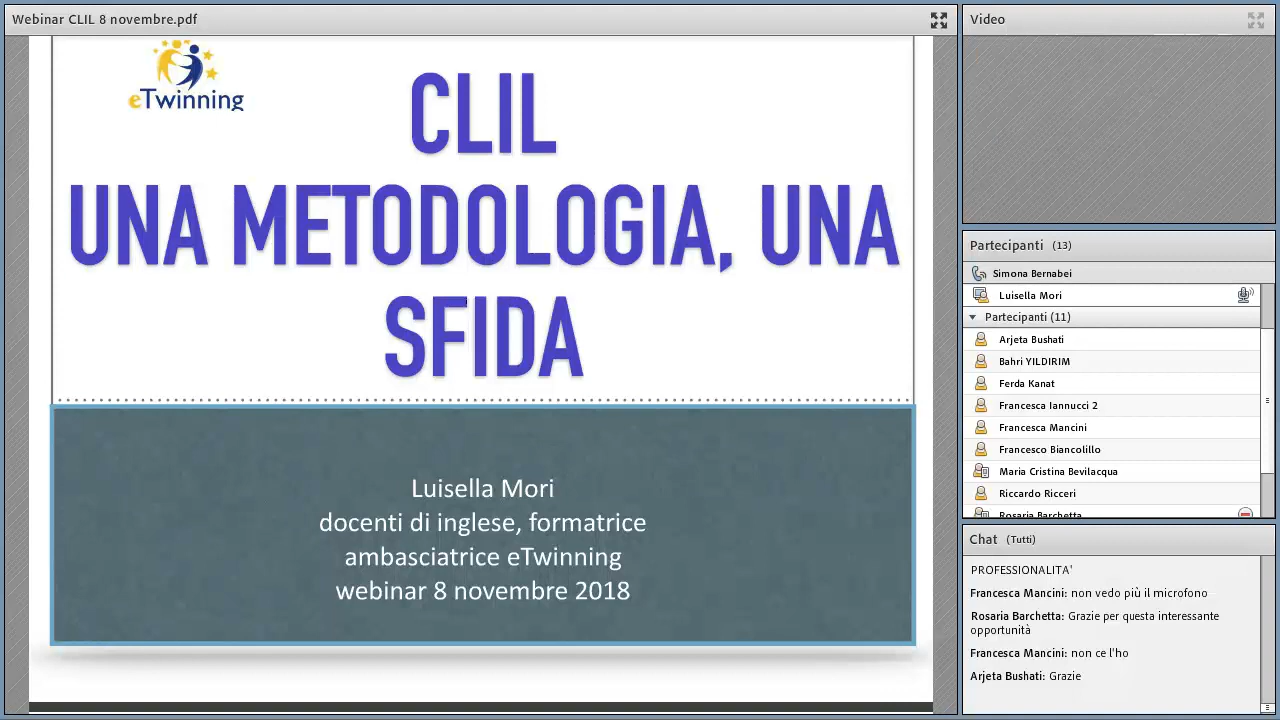 Webinar CLIL 8 novembre.pdf
eTwinning
CLIL
UNA METODOLOGIA, UNA
SFIDA
Luisella Mori
docenti di inglese, formatrice
ambasciatrice eTwinning
webinar 8 novembre 2018
Video
Partecipanti (13)
Simona Bernabei
Luisella Mori
Partecipanti (11)
Arjeta Bushati
Bahri YILDIRIM
Ferda Kanat
Francesca Iannucci 2
Francesca Mancini
Francesco Biancolillo
Maria Cristina Bevilacqua
Riccardo Ricceri
Rosaria Barchetta
Chat (Tutti)
PROFESSIONALITA'
Francesca Mancini: non vedo più il microfono
Rosaria Barchetta: Grazie per questa interessante
opportunità
Francesca Mancini: non ce l'ho
Arjeta Bushati: Grazie